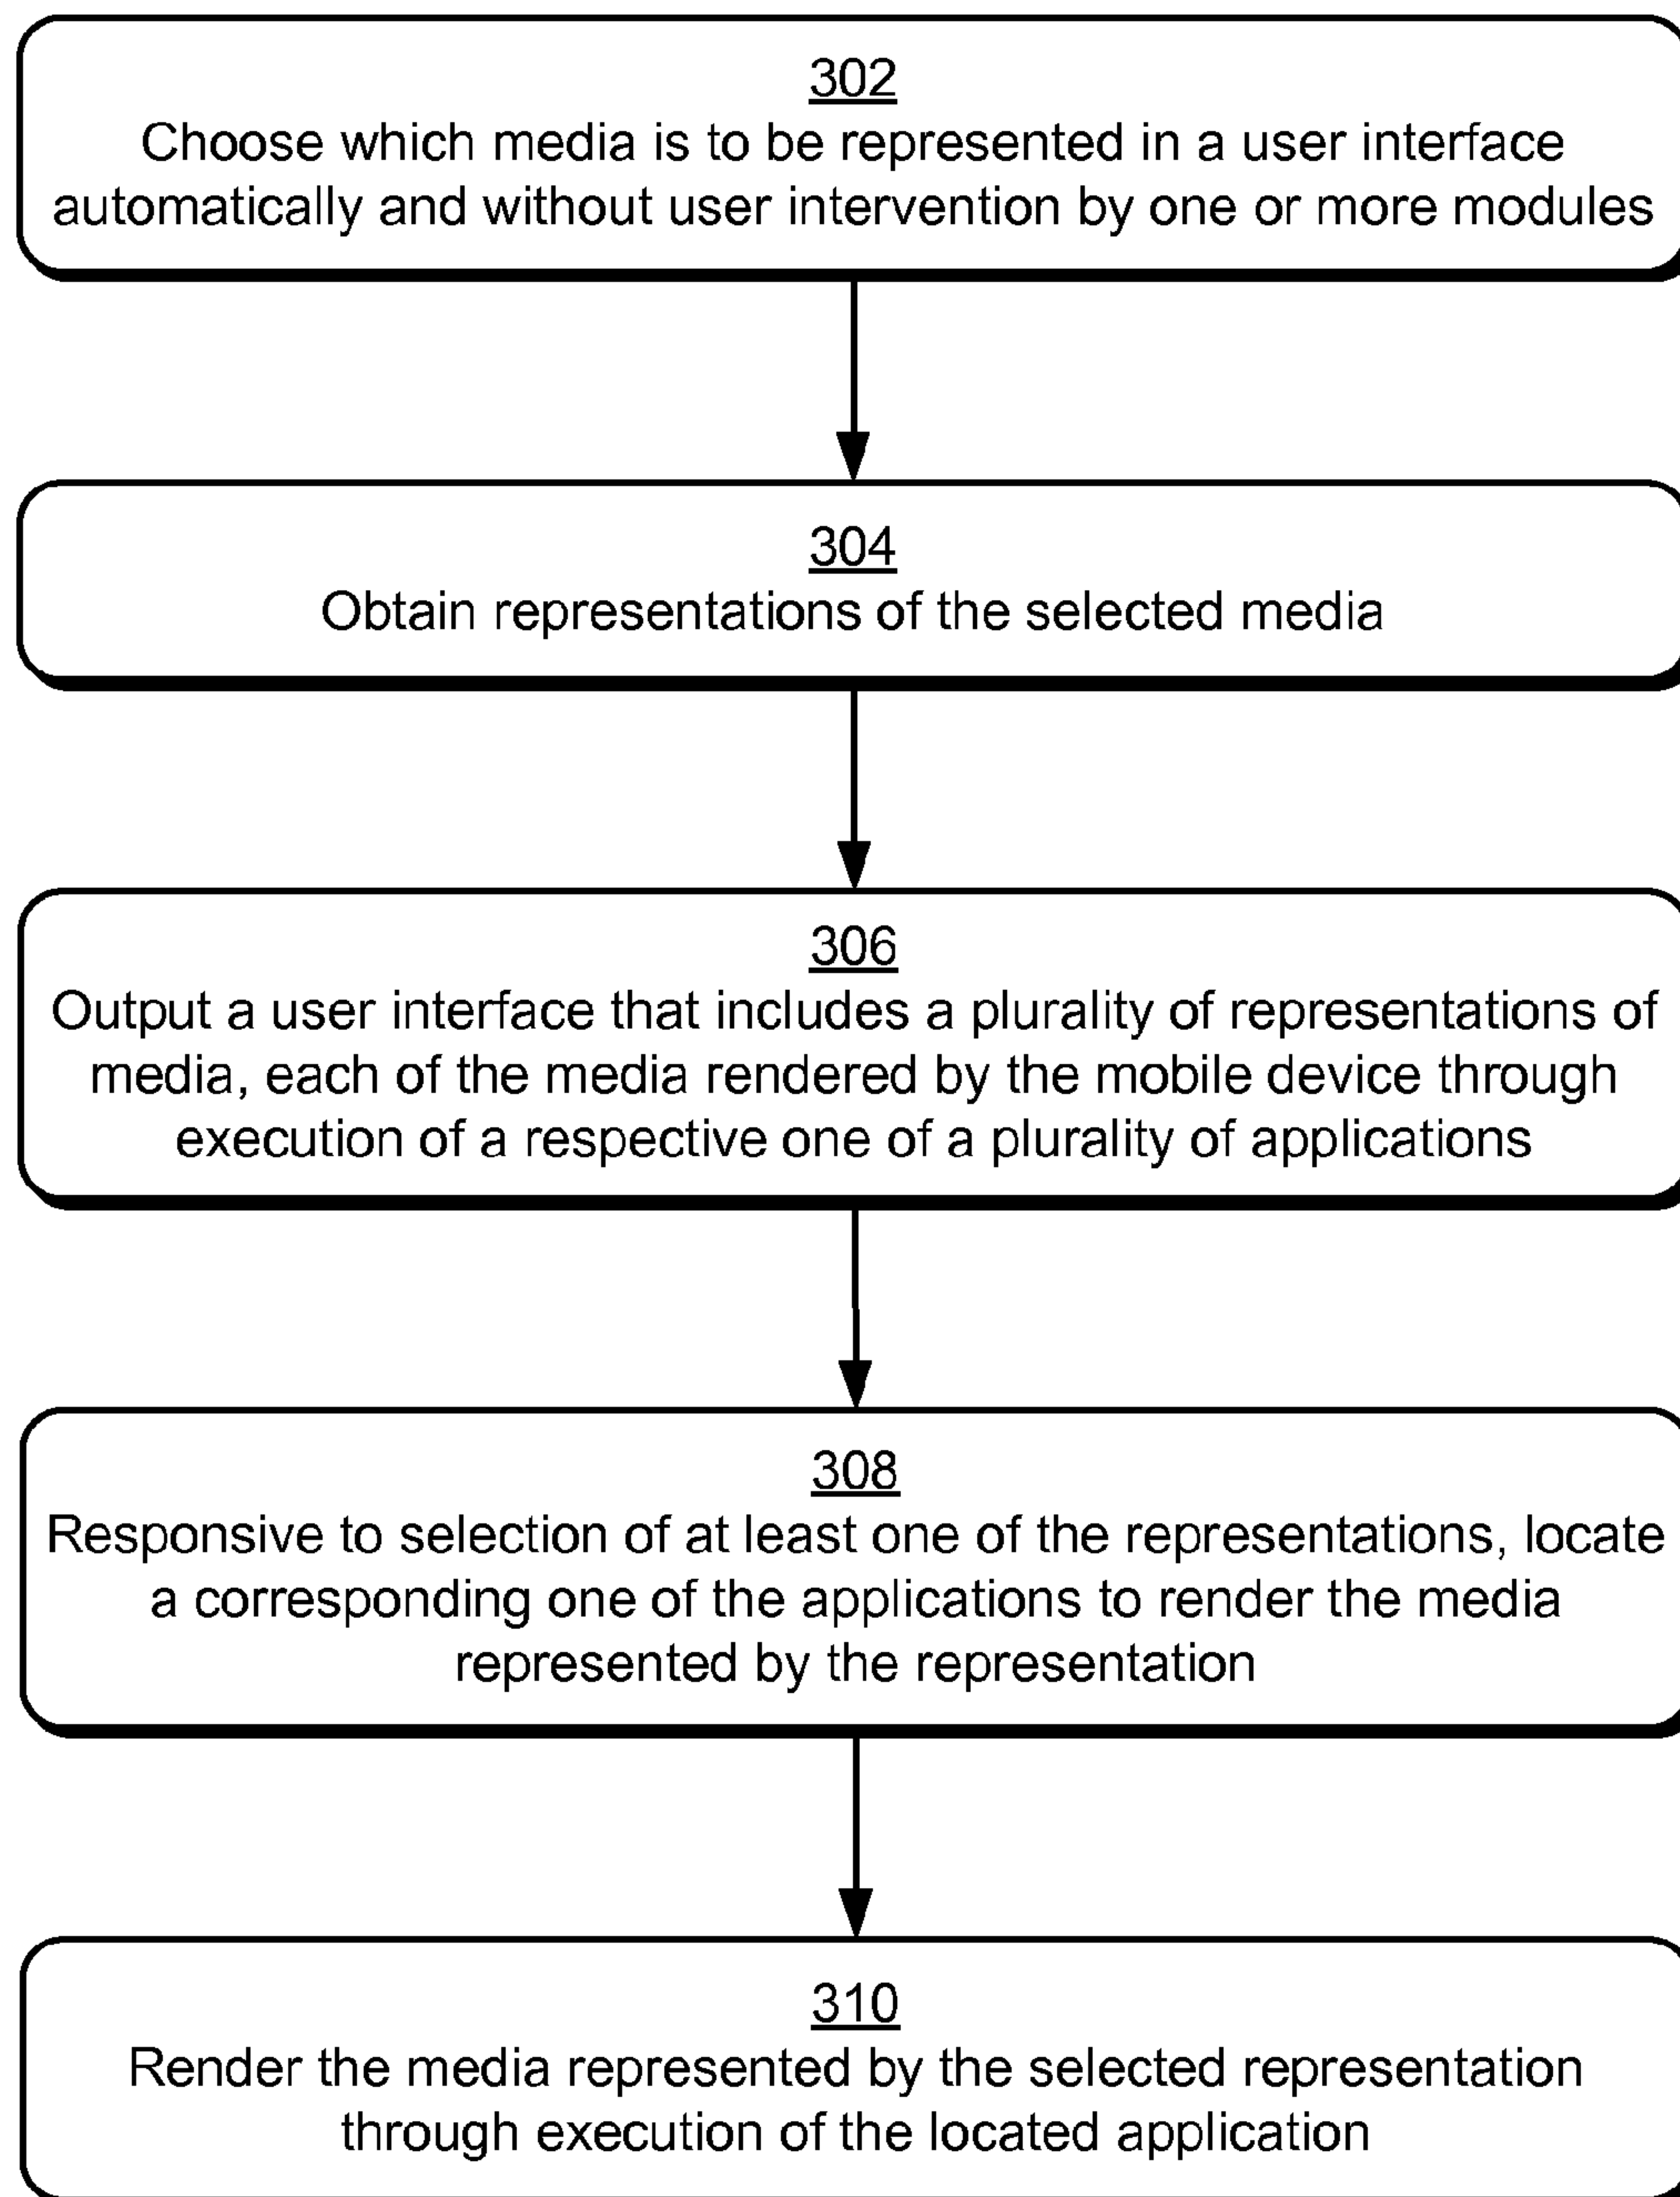 302
Choose which media is to be represented in a user interface
automatically and without user intervention by one or more modules
304
Obtain representations of the selected media
306
Output a user interface that includes a plurality of representations of
media, each of the media rendered by the mobile device through
execution of a respective one of a plurality of applications
308
Responsive to selection of at least one of the representations, locate
a corresponding one of the applications to render the media
represented by the representation
310
Render the media represented by the selected representation
through execution of the located application